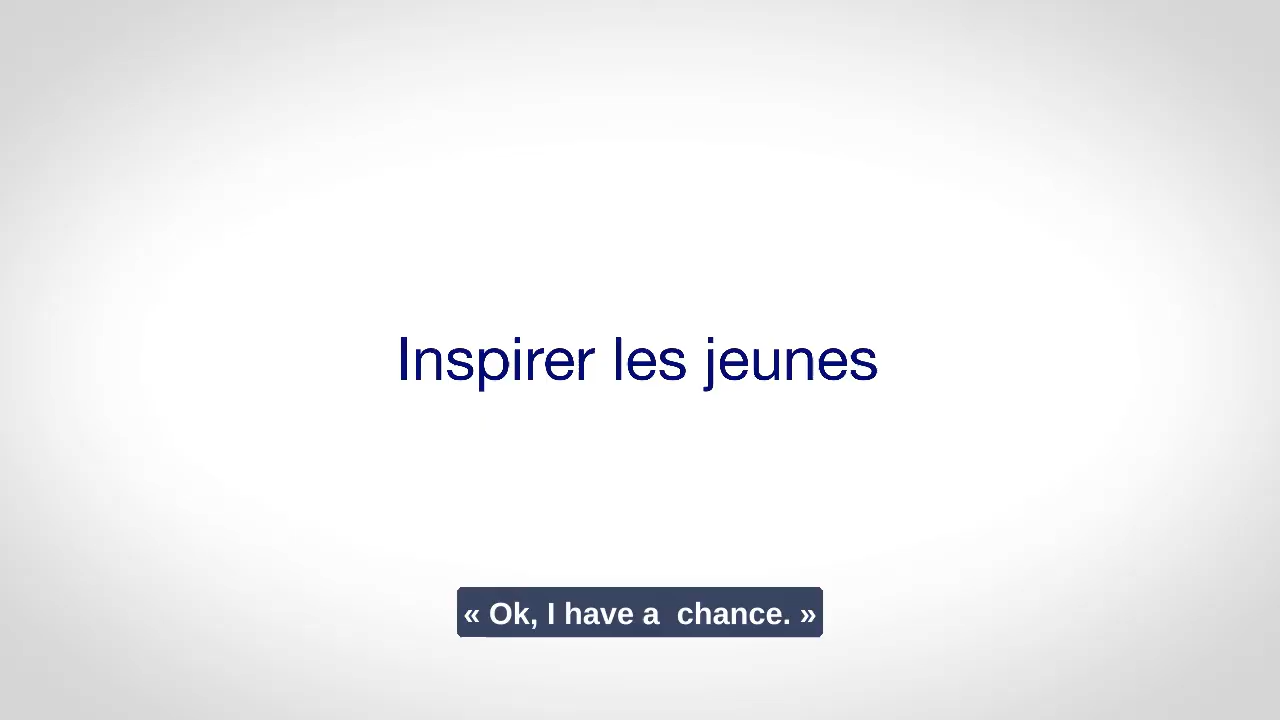 Inspirer les jeunes
« Ok, I have a  chance. »